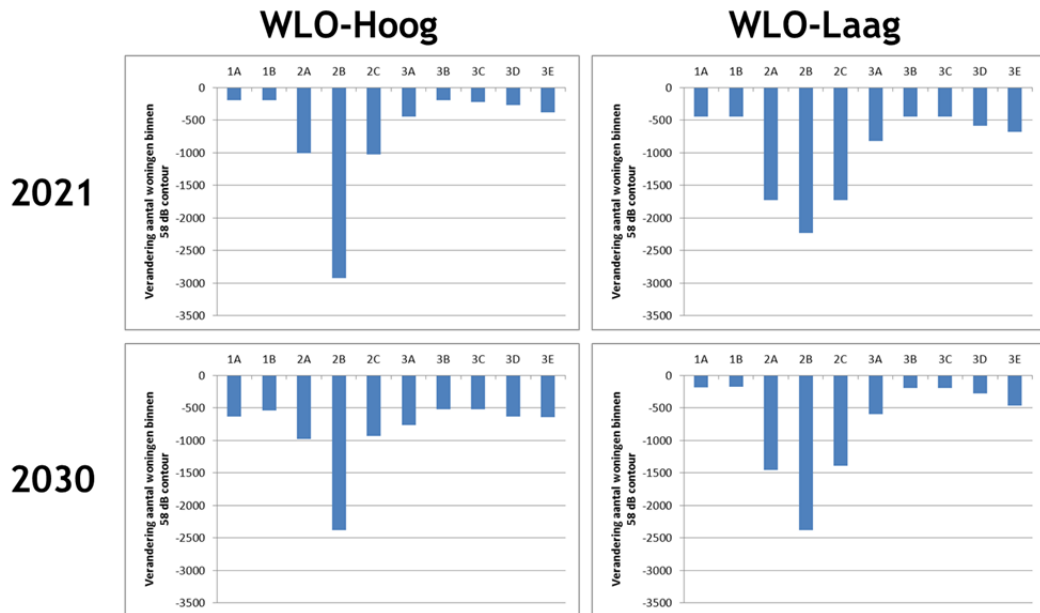 WLO-Hoog
WLO-Laag
2021
1A 1B 2A 2B 2C 3A 3B 3C 3D 3E
0
-500
-1000
-1500
-2000
-2500
-3000
-3500
Verandering aantal woningen binnen
58 dB contour
1A 1B 2A 2B 2C 3A 3B 3C 3D 3E
0
-500
-1000
-1500
-2000
-2500
-3000
-3500
Verandering aantal woningen binnen
58 dB contour
2030
1A 1B 2A 2B 2C 3A 3B 3C 3D 3E
0
-500
-1000
-1500
-2000
-2500
-3000
-3500
Verandering aantal woningen binnen
58 dB contour
1A 1B 2A 2B 2C 3A 3B 3C 3D 3E
0
-500
-1000
-1500
-2000
-2500
-3000
-3500
Verandering aantal woningen binnen
58 dB contour